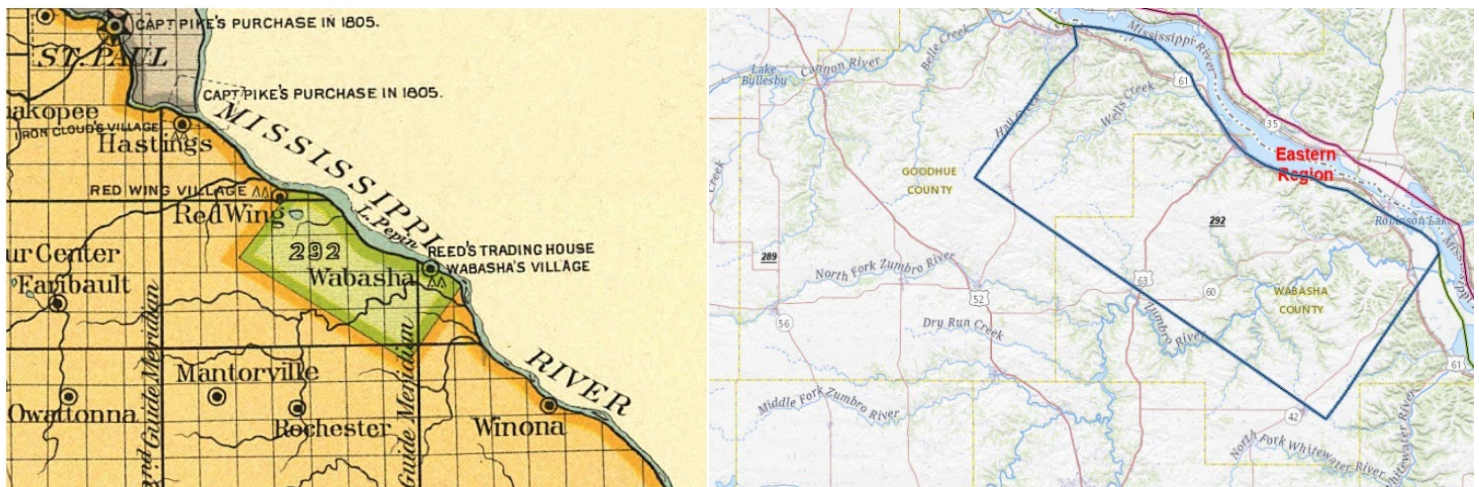 CAPT PIKE'S PURCHASE IN 1805.
ST. PAUL
CAPT PIKE'S PURCHASE IN 1805.
akopee
IRON CLOUD'S VILLAGE
Hastings
MISSISSIPPI
RED WING VILLAGE
Red Wing
L. Pepin
292
REED'S TRADING HOUSE
Wabasha
WABASHA'S VILLAGE
ur Center
Faribault
Mantorville
Owattonna
Rochester
Winona
RIVER
nd Guide Meridian
Guide Meridian
Mississippi River
Belle Creek
Cannon River
Lake
Byllesby
61
Hay Creek
Wells Creek
35
Eastern
Region
GOODHUE
COUNTY
Creek
292
Robinson Lake
Mississipp
289
North Fork Zumbro River
63
60
WABASHA
COUNTY
52
56
Dry Run Creek
Zumbro River
61
Middle Fork Zumbro River
42
North Fork Whitewater River
Whitewater River